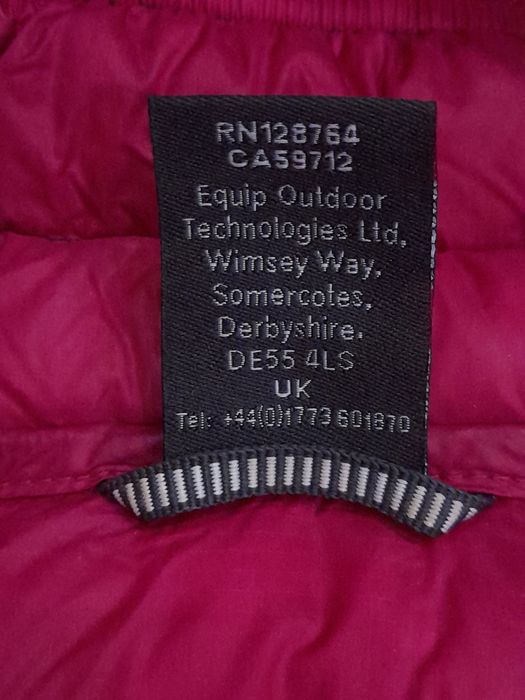 RN128764
CA59712
Equip Outdoor
Technologies Ltd,
Wimsey Way,
Somercotes,
Derbyshire.
DE55 4LS
UK
Tel: +44(0)1773 601870